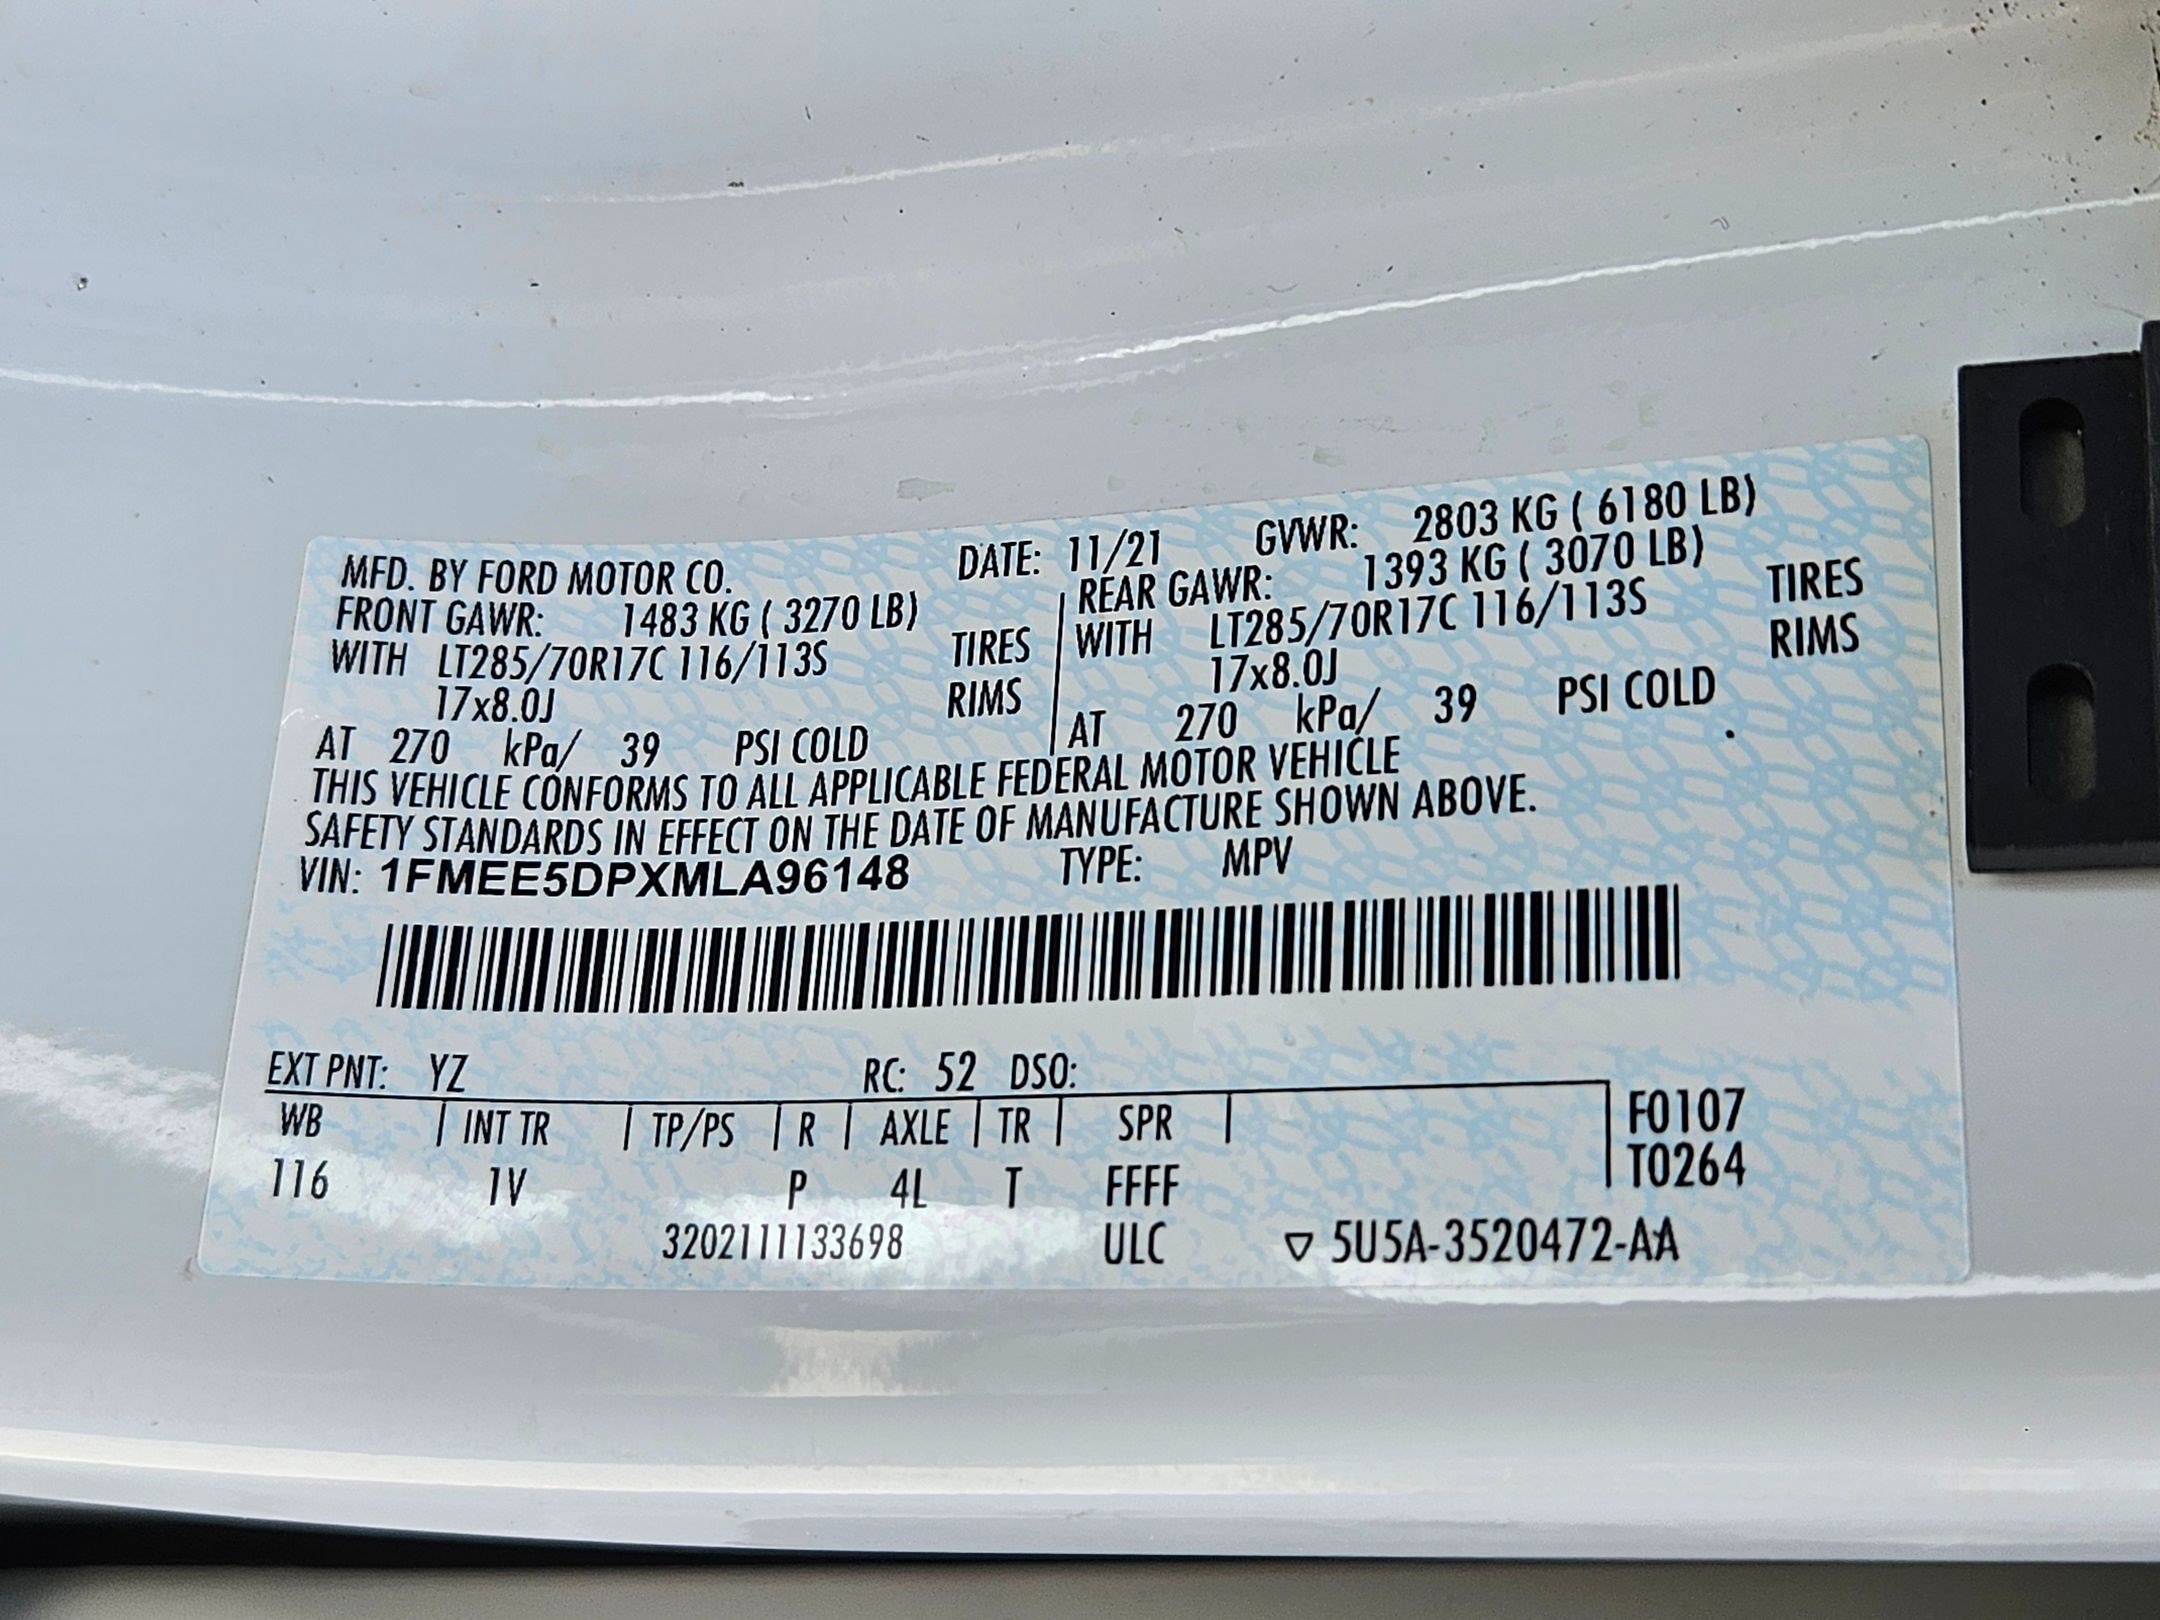 MFD. BY FORD MOTOR CO. DATE: 11/21 GVWR: 2803 KG ( 6180 LB)
FRONT GAWR: 1483 KG ( 3270 LB) REAR GAWR: 1393 KG ( 3070 LB)
WITH LT285/70R17C 116/113S TIRES WITH LT285/70R17C 116/113S TIRES
17x8.0J RIMS 17x8.0J RIMS
AT 270 kPa/ 39 PSI COLD AT 270 kPa/ 39 PSI COLD
THIS VEHICLE CONFORMS TO ALL APPLICABLE FEDERAL MOTOR VEHICLE
SAFETY STANDARDS IN EFFECT ON THE DATE OF MANUFACTURE SHOWN ABOVE.
VIN: 1FMEE5DPXMLA96148 TYPE: MPV
EXT PNT: YZ RC: 52 DSO:
WB INT TR TP/PS R AXLE TR SPR F0107
116 1V P 4L T FFFF T0264
3202111133698 ULC ▽ 5U5A-3520472-AA